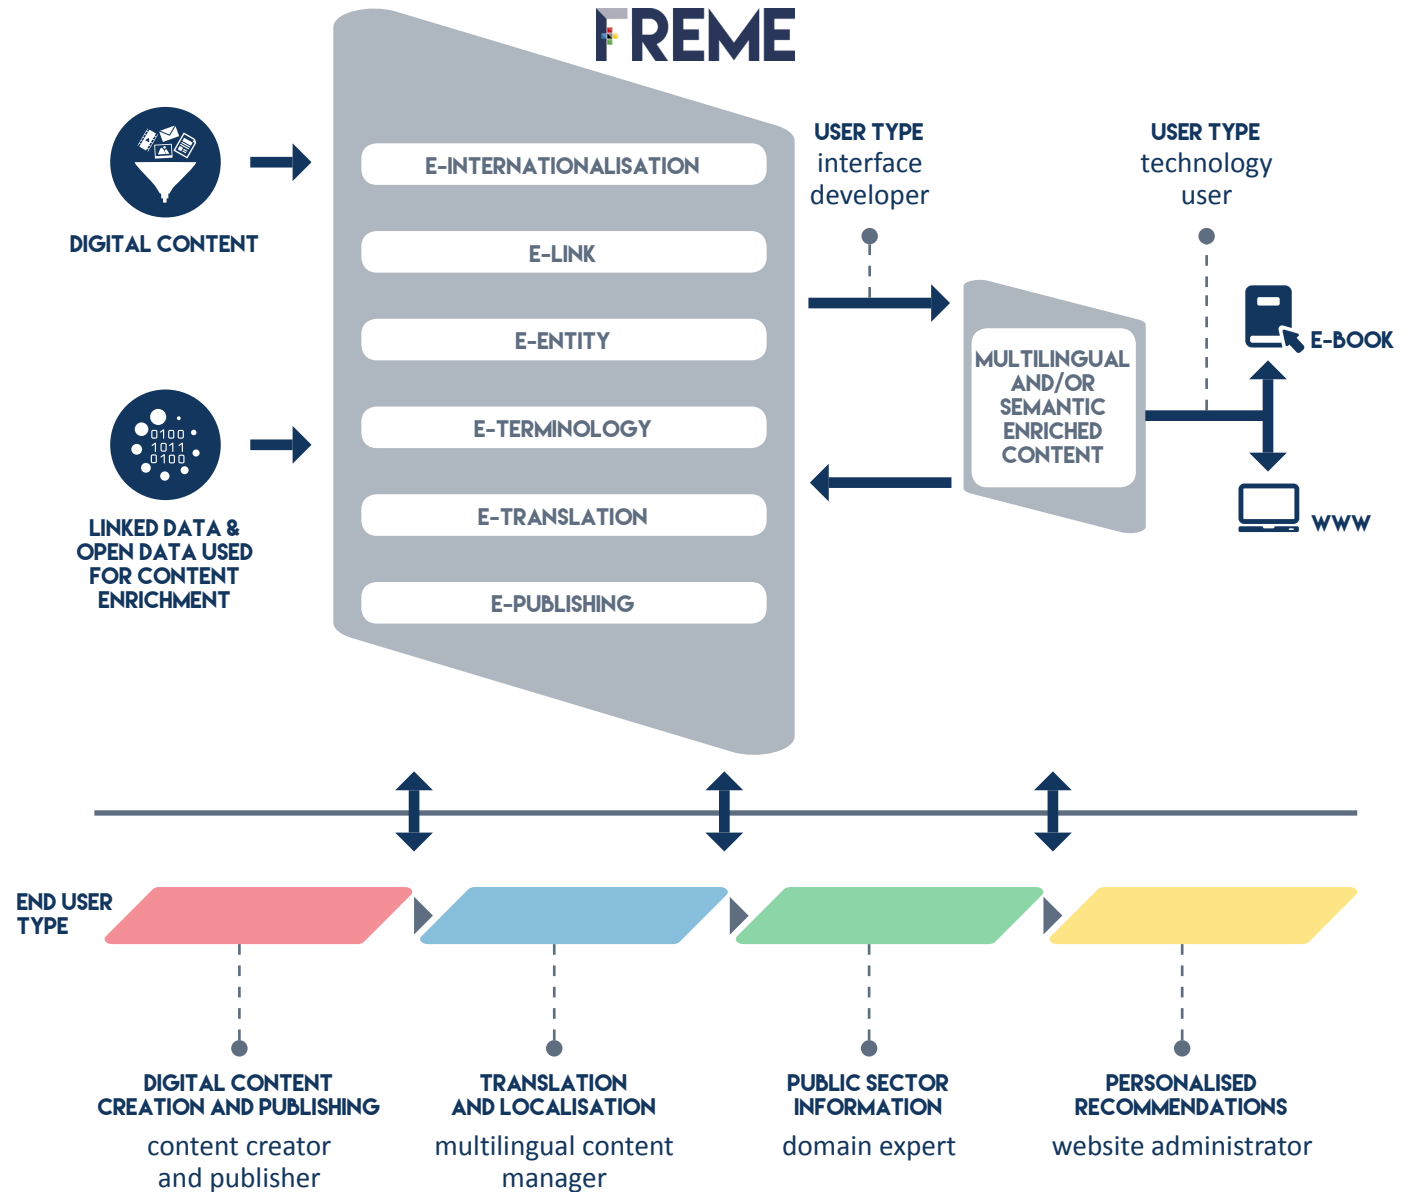 FREME
DIGITAL CONTENT
0100
1011
0100
LINKED DATA &
OPEN DATA USED
FOR CONTENT
ENRICHMENT
E-INTERNATIONALISATION
E-LINK
E-ENTITY
E-TERMINOLOGY
E-TRANSLATION
E-PUBLISHING
USER TYPE
interface
developer
USER TYPE
technology
user
MULTILINGUAL
AND/OR
SEMANTIC
ENRICHED
CONTENT
E-BOOK
WWW
END USER
TYPE
DIGITAL CONTENT
CREATION AND PUBLISHING
content creator
and publisher
TRANSLATION
AND LOCALISATION
multilingual content
manager
PUBLIC SECTOR
INFORMATION
domain expert
PERSONALISED
RECOMMENDATIONS
website administrator